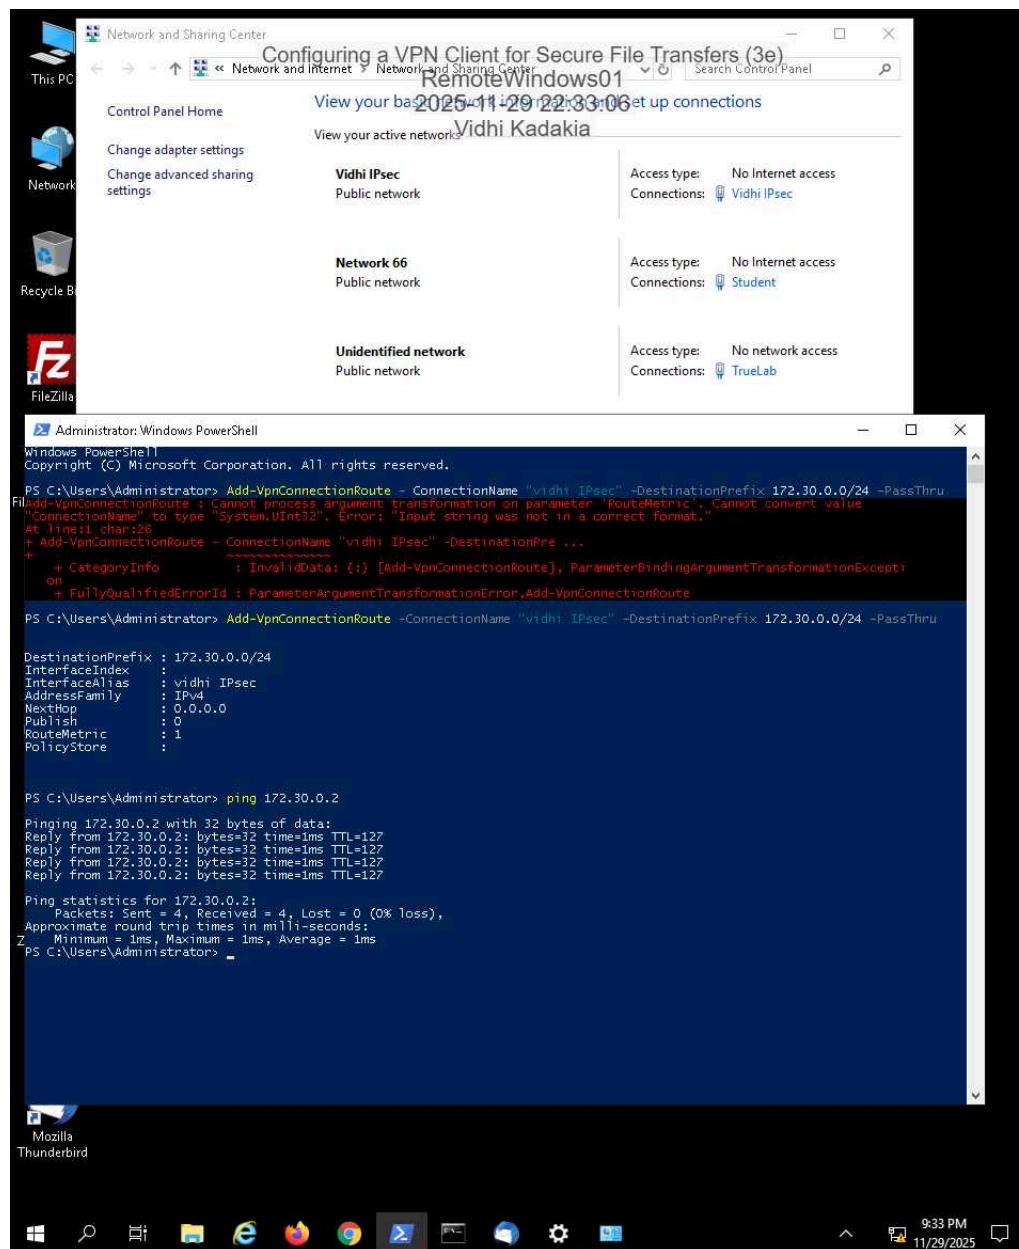 Network and Sharing Center
Configuring a VPN Client for Secure File Transfers (3e)
RemoteWindows01
2025-11-29 22:33:06
Vidhi Kadakia
« Network and Internet > Network and Sharing Center
Search Control Panel
This PC
Network
Recycle Bi
FileZilla
Control Panel Home
Change adapter settings
Change advanced sharing
settings
View your basic network information and set up connections
View your active networks
Vidhi IPsec
Public network
Access type: No Internet access
Connections: Vidhi IPsec
Network 66
Public network
Access type: No Internet access
Connections: Student
Unidentified network
Public network
Access type: No network access
Connections: TrueLab
Administrator: Windows PowerShell
Windows PowerShell
Copyright (C) Microsoft Corporation. All rights reserved.
PS C:\Users\Administrator> Add-VpnConnectionRoute - ConnectionName "vidhi IPsec" -DestinationPrefix 172.30.0.0/24 -PassThru
Fil
Add-VpnConnectionRoute : Cannot process argument transformation on parameter 'RouteMetric'. Cannot convert value
"ConnectionName" to type "System.UInt32". Error: "Input string was not in a correct format."
At line:1 char:26
+ Add-VpnConnectionRoute - ConnectionName "vidhi IPsec" -DestinationPre ...
+                          ~~~~~~~~~~~~~~
    + CategoryInfo          : InvalidData: (:) [Add-VpnConnectionRoute], ParameterBindingArgumentTransformationExcepti
   on
    + FullyQualifiedErrorId : ParameterArgumentTransformationError,Add-VpnConnectionRoute
PS C:\Users\Administrator> Add-VpnConnectionRoute -ConnectionName "vidhi IPsec" -DestinationPrefix 172.30.0.0/24 -PassThru
DestinationPrefix : 172.30.0.0/24
InterfaceIndex    :
InterfaceAlias    : vidhi IPsec
AddressFamily     : IPv4
NextHop           : 0.0.0.0
Publish           : 0
RouteMetric       : 1
PolicyStore       :
PS C:\Users\Administrator> ping 172.30.0.2
Pinging 172.30.0.2 with 32 bytes of data:
Reply from 172.30.0.2: bytes=32 time=1ms TTL=127
Reply from 172.30.0.2: bytes=32 time=1ms TTL=127
Reply from 172.30.0.2: bytes=32 time=1ms TTL=127
Reply from 172.30.0.2: bytes=32 time=1ms TTL=127
Ping statistics for 172.30.0.2:
    Packets: Sent = 4, Received = 4, Lost = 0 (0% loss),
Approximate round trip times in milli-seconds:
Z
    Minimum = 1ms, Maximum = 1ms, Average = 1ms
PS C:\Users\Administrator> _
Mozilla
Thunderbird
9:33 PM
11/29/2025